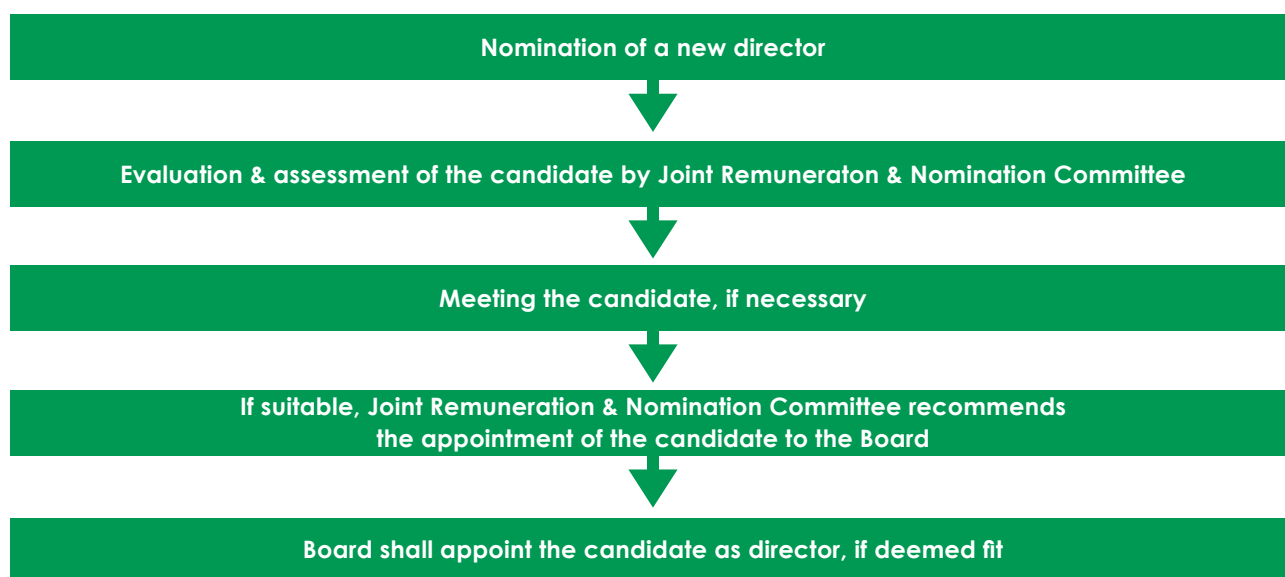 Nomination of a new director
Evaluation & assessment of the candidate by Joint Remuneraton & Nomination Committee
Meeting the candidate, if necessary
If suitable, Joint Remuneration & Nomination Committee recommends
the appointment of the candidate to the Board
Board shall appoint the candidate as director, if deemed fit